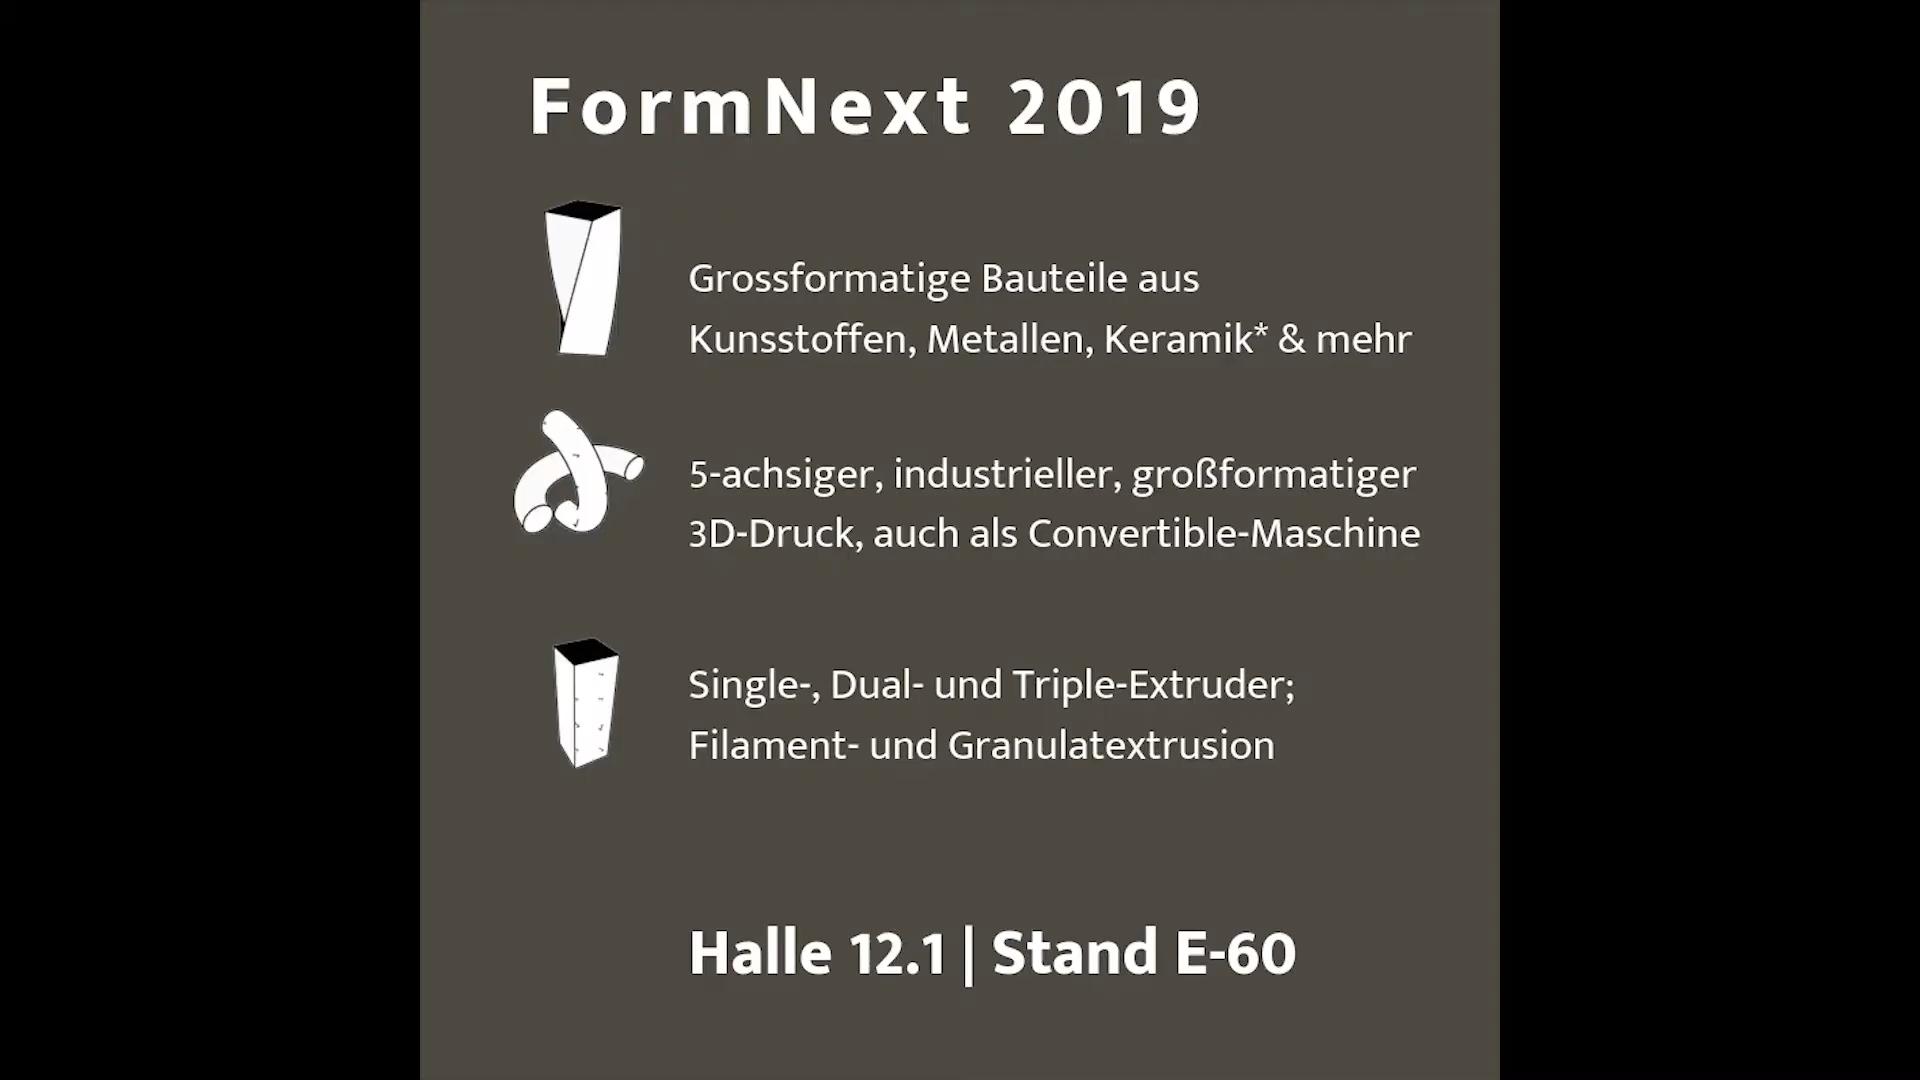 FormNext 2019
Grossformatige Bauteile aus
Kunsstoffen, Metallen, Keramik* & mehr
5-achsiger, industrieller, großformatiger
3D-Druck, auch als Convertible-Maschine
Single-, Dual- und Triple-Extruder;
Filament- und Granulatextrusion
Halle 12.1 | Stand E-60